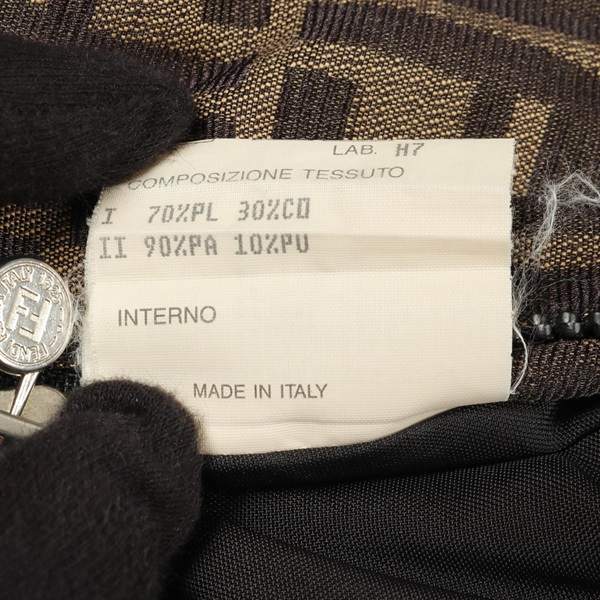 LAB. H7
COMPOSIZIONE TESSUTO
I 70%PL 30%CO
II 90%PA 10%PU
INTERNO
MADE IN ITALY